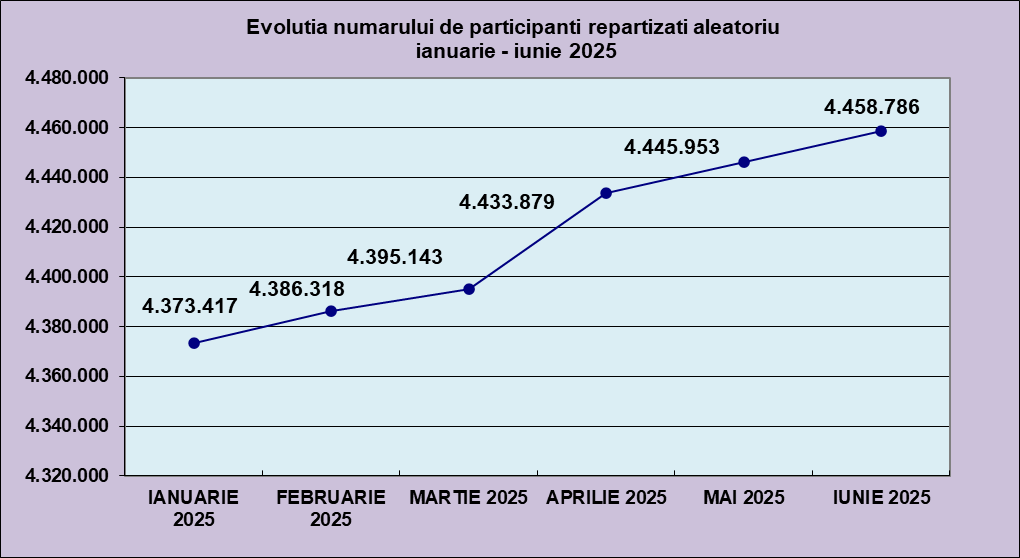 Evolutia numarului de participanti repartizati aleatoriu
ianuarie - iunie 2025
4.480.000
4.460.000
4.440.000
4.420.000
4.400.000
4.380.000
4.360.000
4.340.000
4.320.000
4.373.417
4.386.318
4.395.143
4.433.879
4.445.953
4.458.786
IANUARIE
2025
FEBRUARIE
2025
MARTIE 2025
APRILIE 2025
MAI 2025
IUNIE 2025